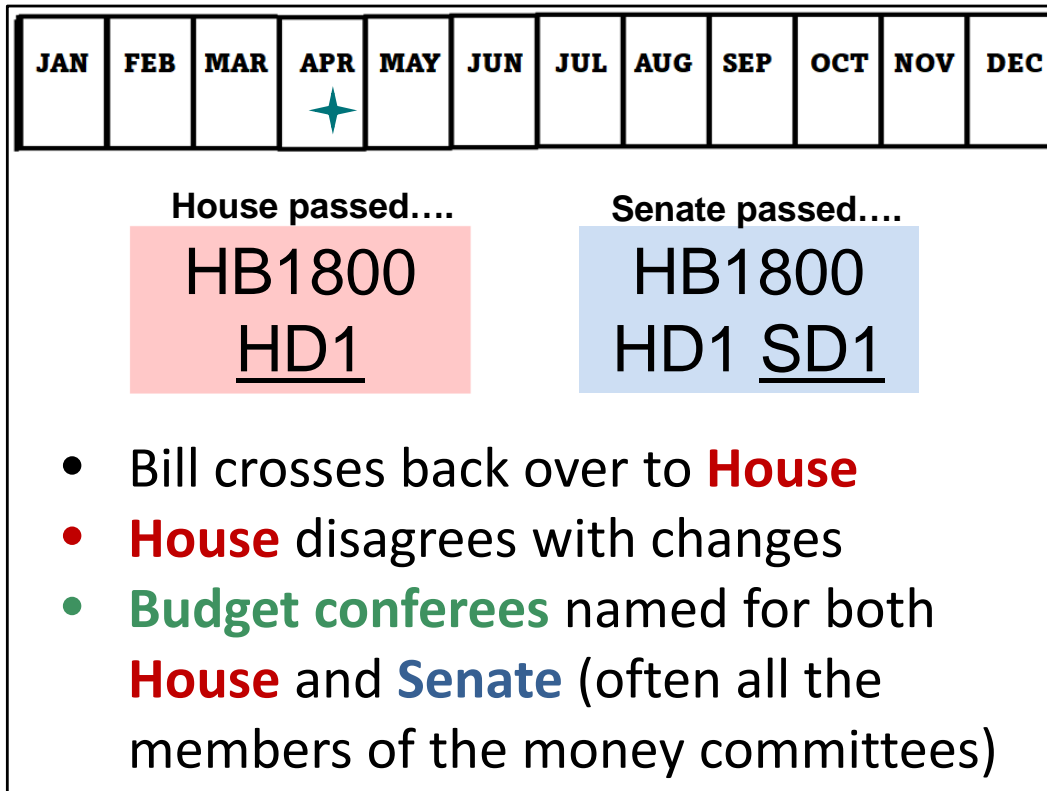 JAN FEB MAR APR MAY JUN JUL AUG SEP OCT NOV DEC
House passed…. Senate passed….
HB1800 HB1800
HD1 HD1 SD1
• Bill crosses back over to House
• House disagrees with changes
• Budget conferees named for both
House and Senate (often all the
members of the money committees)